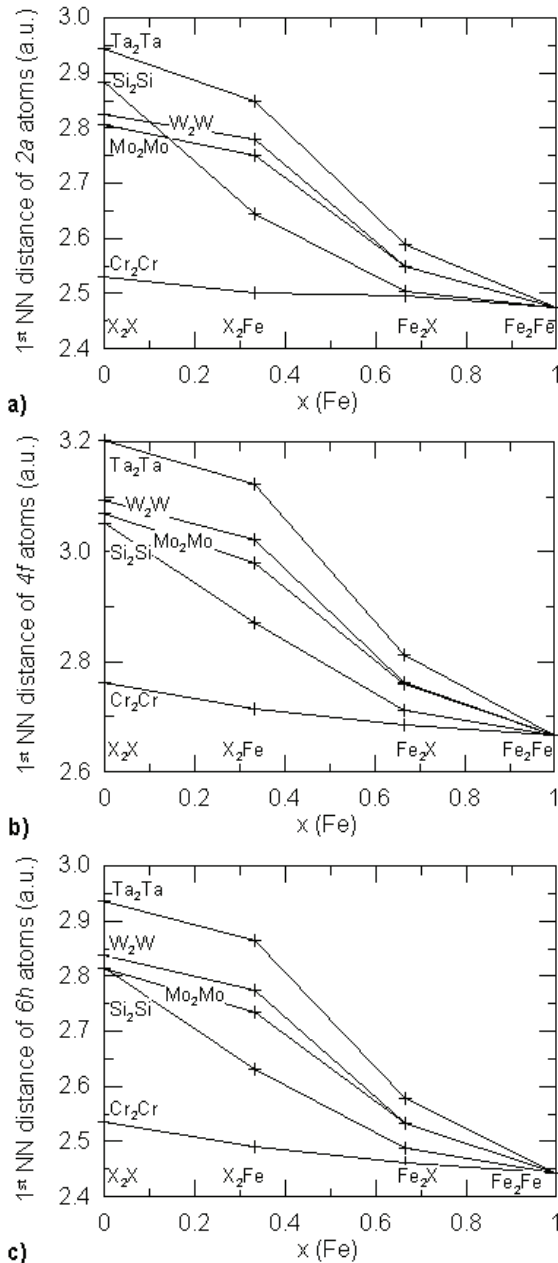 3.0
2.9
2.8
2.7
2.6
2.5
2.4
1st NN distance of 2a atoms (a.u.)
Ta2Ta
Si2Si
W2W
Mo2Mo
Cr2Cr
X2X X2Fe Fe2X Fe2Fe
0 0.2 0.4 0.6 0.8 1
x (Fe)
a)
3.2
3.0
2.8
2.6
1st NN distance of 4f atoms (a.u.)
Ta2Ta
W2W
Mo2Mo
Si2Si
Cr2Cr
X2X X2Fe Fe2X Fe2Fe
0 0.2 0.4 0.6 0.8 1
x (Fe)
b)
3.0
2.9
2.8
2.7
2.6
2.5
2.4
1st NN distance of 6h atoms (a.u.)
Ta2Ta
W2W
Mo2Mo
Si2Si
Cr2Cr
X2X X2Fe Fe2X Fe2Fe
0 0.2 0.4 0.6 0.8 1
x (Fe)
c)